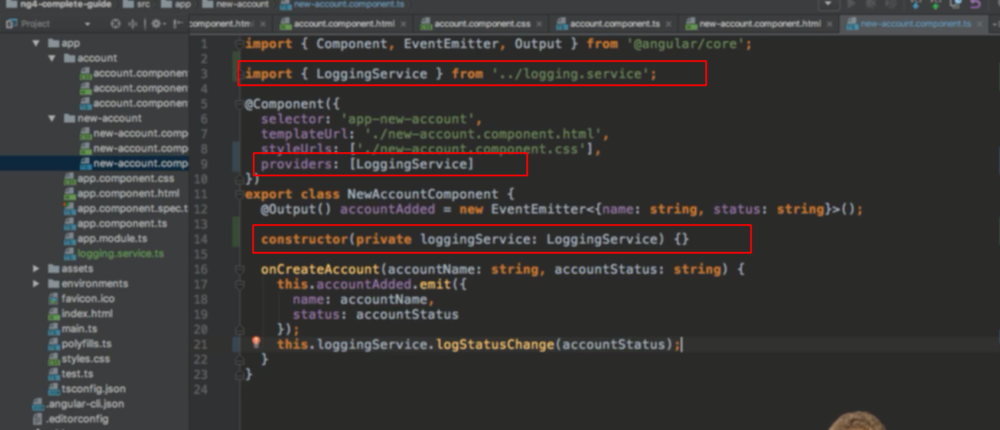 ng4-complete-guide src app new-account new-account.component.ts
Project
component.html account.component.html account.component.css account.component.ts new-account.component.html new-account.component.ts
app
account
account.component
account.component
account.component
new-account
new-account.comp
new-account.comp
new-account.comp
app.component.css
app.component.html
app.component.spec.t
app.component.ts
app.module.ts
logging.service.ts
assets
environments
favicon.ico
index.html
main.ts
polyfills.ts
styles.css
test.ts
tsconfig.json
.angular-cli.json
.editorconfig
1 import { Component, EventEmitter, Output } from '@angular/core';
2
3 import { LoggingService } from '../logging.service';
4
5 @Component({
6 selector: 'app-new-account',
7 templateUrl: './new-account.component.html',
8 styleUrls: ['./new-account.component.css'],
9 providers: [LoggingService]
10 })
11 export class NewAccountComponent {
12 @Output() accountAdded = new EventEmitter<{name: string, status: string}>();
13
14 constructor(private loggingService: LoggingService) {}
15
16 onCreateAccount(accountName: string, accountStatus: string) {
17 this.accountAdded.emit({
18 name: accountName,
19 status: accountStatus
20 });
21 this.loggingService.logStatusChange(accountStatus);
22 }
23 }
24